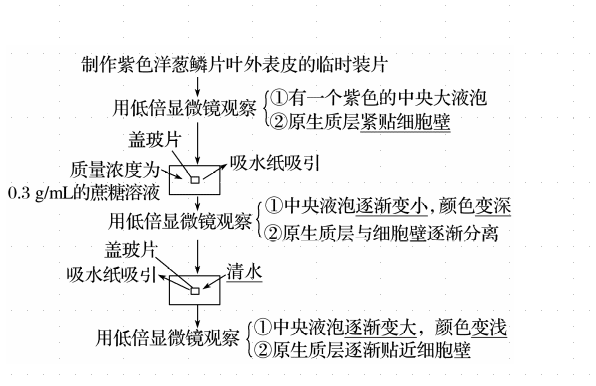 制作紫色洋葱鳞片叶外表皮的临时装片
用低倍显微镜观察
①有一个紫色的中央大液泡
②原生质层紧贴细胞壁
盖玻片
质量浓度为
0.3 g/mL的蔗糖溶液
吸水纸吸引
用低倍显微镜观察
①中央液泡逐渐变小,颜色变深
②原生质层与细胞壁逐渐分离
盖玻片
吸水纸吸引
清水
用低倍显微镜观察
①中央液泡逐渐变大，颜色变浅
②原生质层逐渐贴近细胞壁